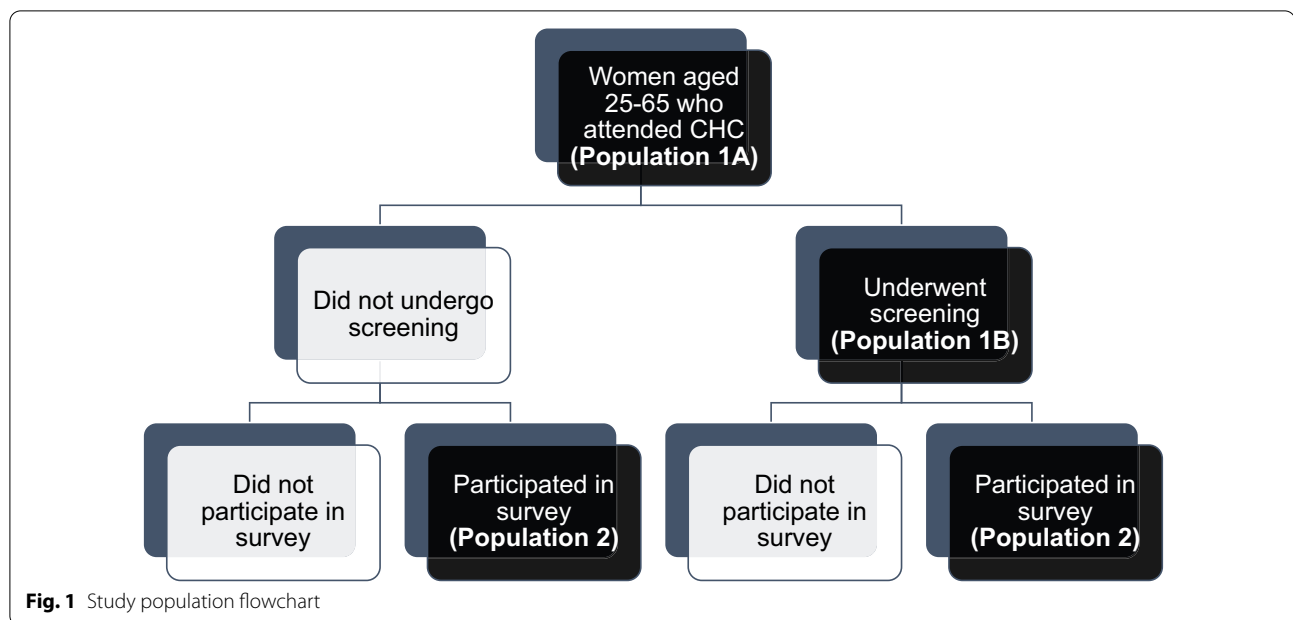 Women aged
25-65 who
attended CHC
(Population 1A)
Did not undergo
screening
Underwent
screening
(Population 1B)
Did not
participate in
survey
Participated in
survey
(Population 2)
Did not
participate in
survey
Participated in
survey
(Population 2)
Fig. 1 Study population flowchart